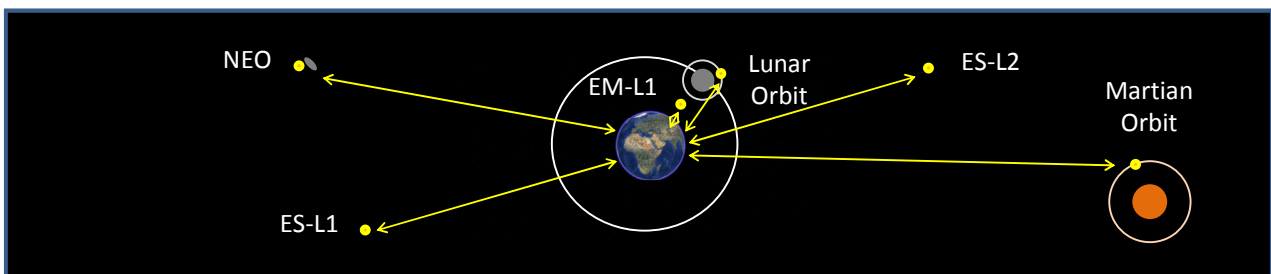 NEO
EM-L1
Lunar
Orbit
ES-L2
Martian
Orbit
ES-L1